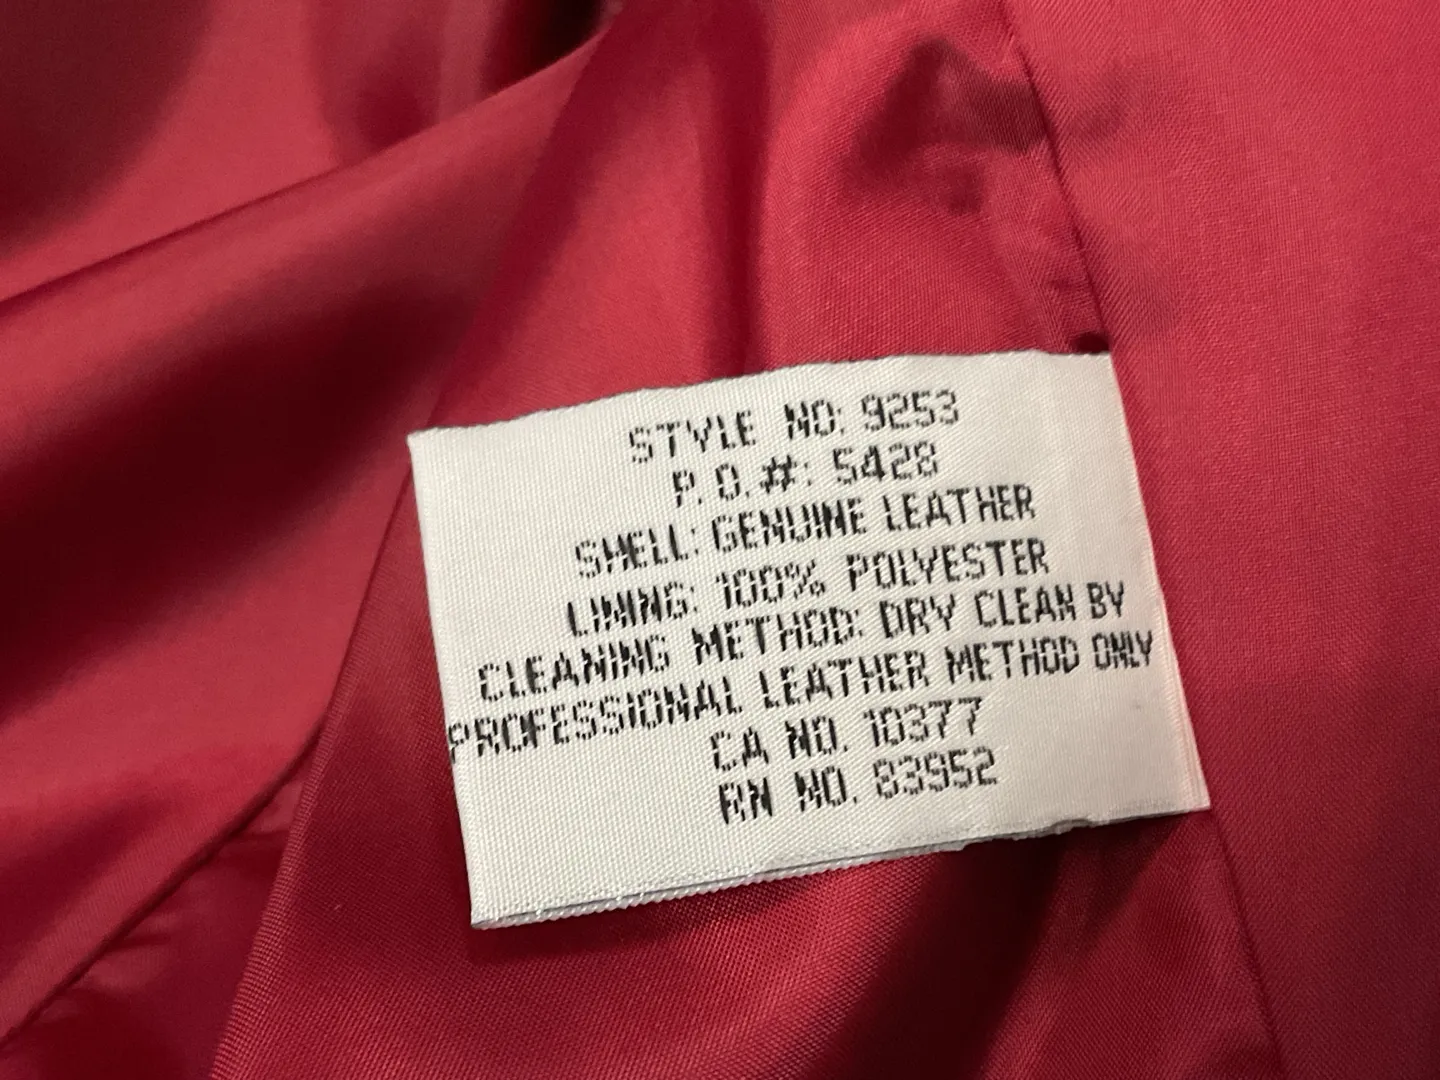 STYLE NO: 9253
P.O.#: 5428
SHELL: GENUINE LEATHER
LINING: 100% POLYESTER
CLEANING METHOD: DRY CLEAN BY
PROFESSIONAL LEATHER METHOD ONLY
CA NO. 10377
RN NO. 83952